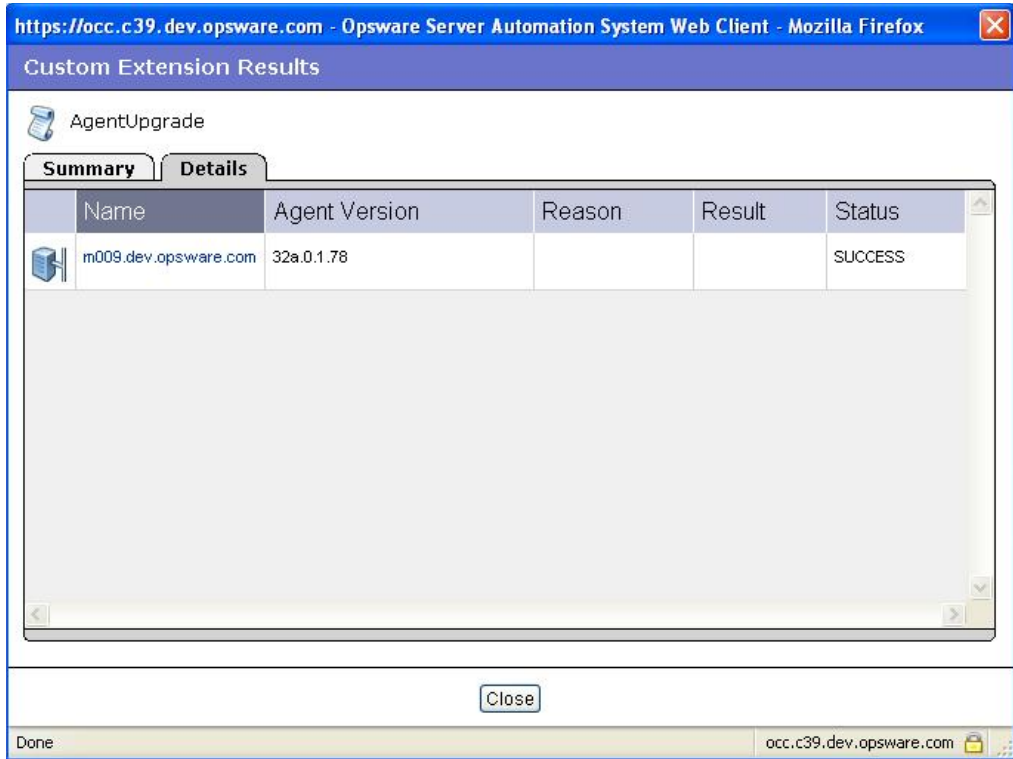 https://occ.c39.dev.opsware.com - Opsware Server Automation System Web Client - Mozilla Firefox
Custom Extension Results
AgentUpgrade
Summary Details
Name Agent Version Reason Result Status
m009.dev.opsware.com 32a.0.1.78 SUCCESS
Close
Done occ.c39.dev.opsware.com